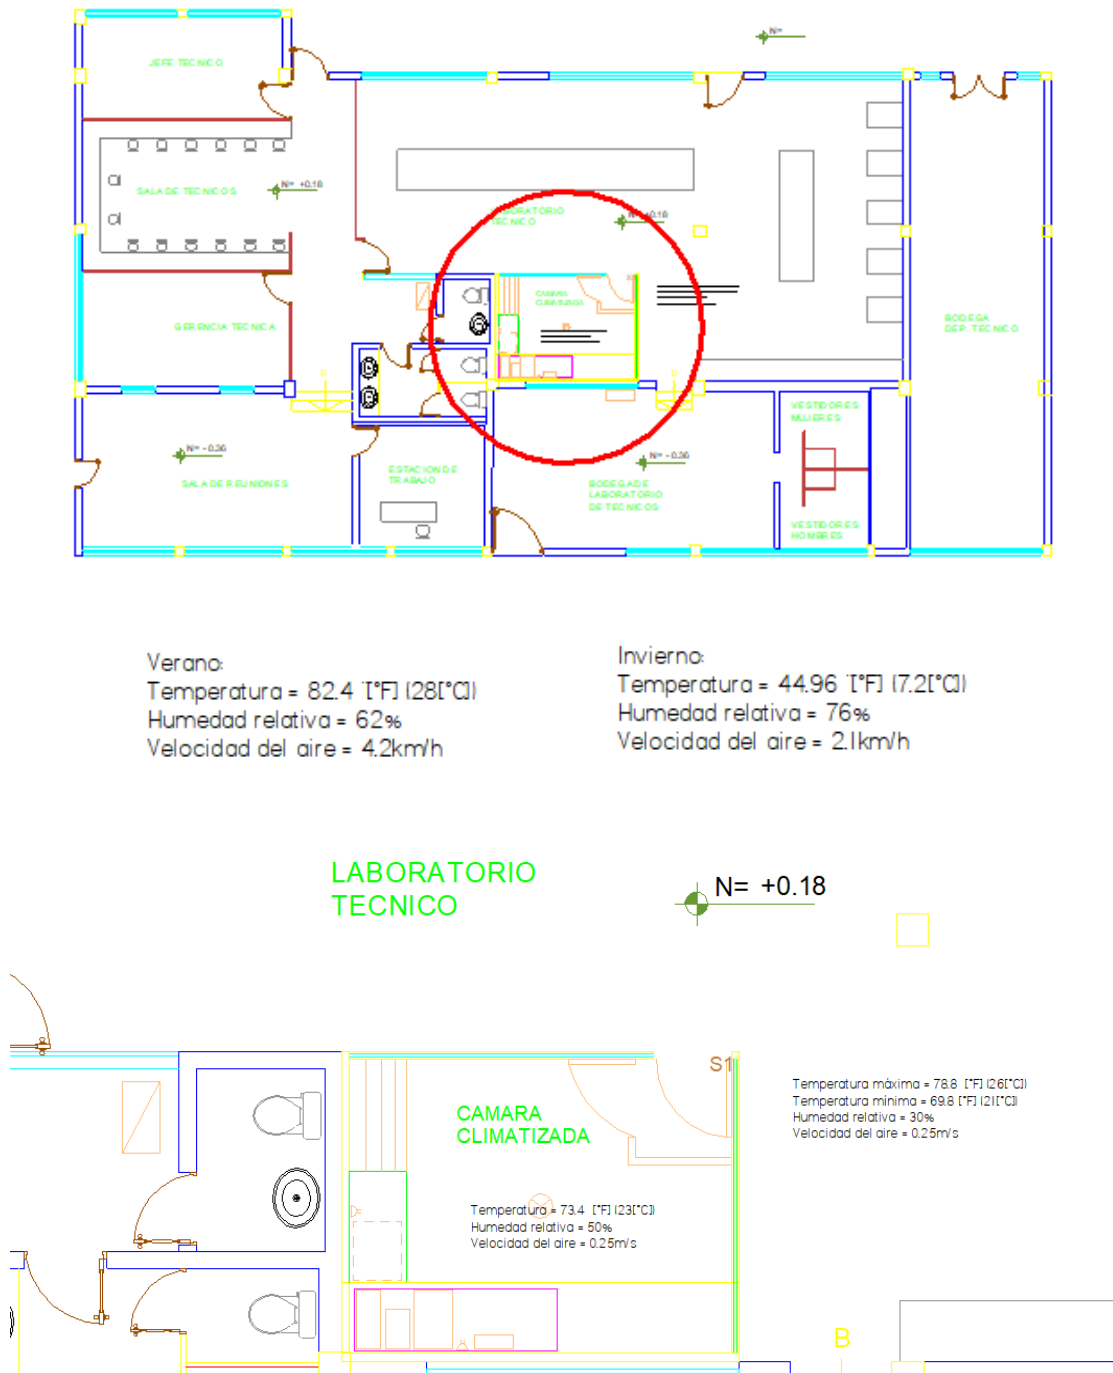 N=
JEFE TECNICO
SALA DE TECNICOS
N= +0.18
LABORATORIO
TECNICO
N= +0.18
CAMARA
CLIMATIZADA
GERENCIA TECNICA
BODEGA
DEP. TECNICO
VESTIDORES
MUJERES
N= -0.36
SALA DE REUNIONES
ESTACION DE
TRABAJO
N= -0.36
BODEGA DE
LABORATORIO
DE TECNICOS
VESTIDORES
HOMBRES
Verano:
Temperatura = 82.4 [°F] (28[°C])
Humedad relativa = 62%
Velocidad del aire = 4.2km/h
Invierno:
Temperatura = 44.96 [°F] (7.2[°C])
Humedad relativa = 76%
Velocidad del aire = 2.1km/h
LABORATORIO
TECNICO
N= +0.18
S1
CAMARA
CLIMATIZADA
Temperatura máxima = 78.8 [°F] (26[°C])
Temperatura mínima = 69.8 [°F] (21[°C])
Humedad relativa = 30%
Velocidad del aire = 0.25m/s
Temperatura = 73.4 [°F] (23[°C])
Humedad relativa = 50%
Velocidad del aire = 0.25m/s
B